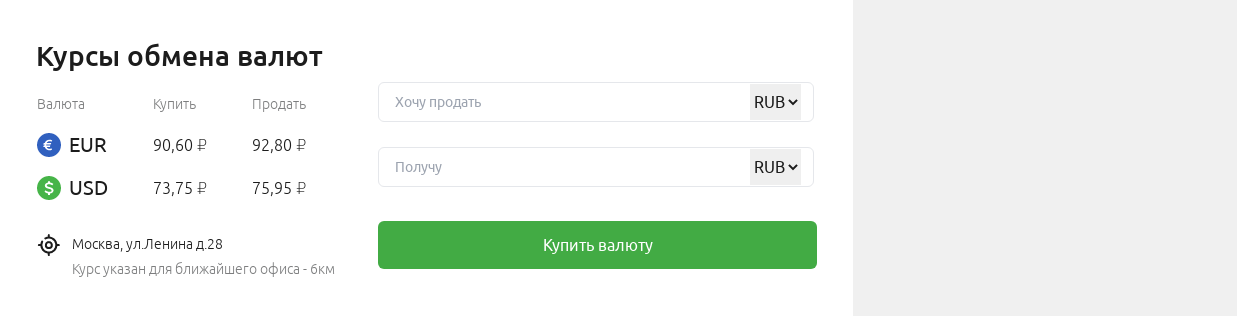 Курсы обмена валют
Валюта Купить Продать
€ EUR 90,60 ₽ 92,80 ₽
$ USD 73,75 ₽ 75,95 ₽
Москва, ул.Ленина д.28
Курс указан для ближайшего офиса - 6км
Хочу продать RUB
Получу RUB
Купить валюту